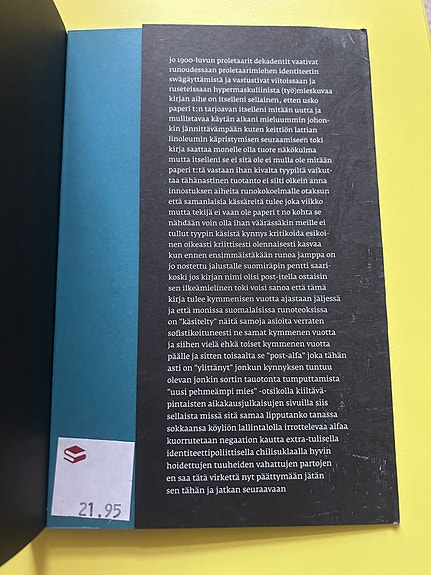 jo 1900-luvun proletaarit dekadentit vaativat
runoudessaan proletaarimiehen identiteetin
swägäyttämistä ja vastustivat viitoissaan ja
ruseteissaan hypermaskuliinista (työ)mieskuvaa
kirjan aihe on itselleni sellainen, etten usko
paperi t:n tarjoavan itselleni mitään uutta ja
mullistavaa käytän aikani mieluummin johon-
kin jännittävämpään kuten keittiön lattian
linoleumin käpristymisen seuraamiseen toki
kirja saattaa monelle olla tuore näkökulma
mutta itselleni se ei sitä ole ei mulla ole mitään
paperi t:tä vastaan ihan kivalta tyypiltä vaikut-
taa tähänastinen tuotanto ei silti oikein anna
innostuksen aiheita runokokoelmalle otaksun
että samanlaisia kässäreitä tulee joka viikko
mutta tekijä ei vaan ole paperi t no kohta se
nähdään voin olla ihan väärässäkin meille ei
tullut tyypin käsistä kynnys kritikoida esikoi-
nen oikeasti kriittisesti olennaisesti kasvaa
kun ennen ensimmäistäkään runoa jamppa on
jo nostettu jalustalle suomiräpin pentti saari-
koski jos kirjan nimi olisi post-itella ostaisin
sen ilkeämielinen toki voisi sanoa että tämä
kirja tulee kymmenisen vuotta ajastaan jäljessä
ja että monissa suomalaisissa runoteoksissa
on "käsitelty" näitä samoja asioita verraten
sofistikoituneesti ne samat kymmenen vuotta
ja siihen vielä ehkä toiset kymmenen vuotta
päälle ja sitten toisaalta se "post-alfa" joka tähän
asti on "ylittänyt" jonkun kynnyksen tuntuu
olevan jonkin sortin tauotonta tumputtamista
"uusi pehmeämpi mies" -otsikolla kiiltävä-
pintaisten aikakausjulkaisujen sivuilla siis
sellaista missä sitä samaa lipputanko tanassa
sokkaansa köyliön lallintalolla irrottelevaa alfaa
kuorrutetaan negaation kautta extra-tulisella
identiteettipoliittisella chilisuklaalla hyvin
hoidettujen tuuheiden vahattujen partojen
en saa tätä virkettä nyt päättymään jätän
sen tähän ja jatkan seuraavaan
21.95